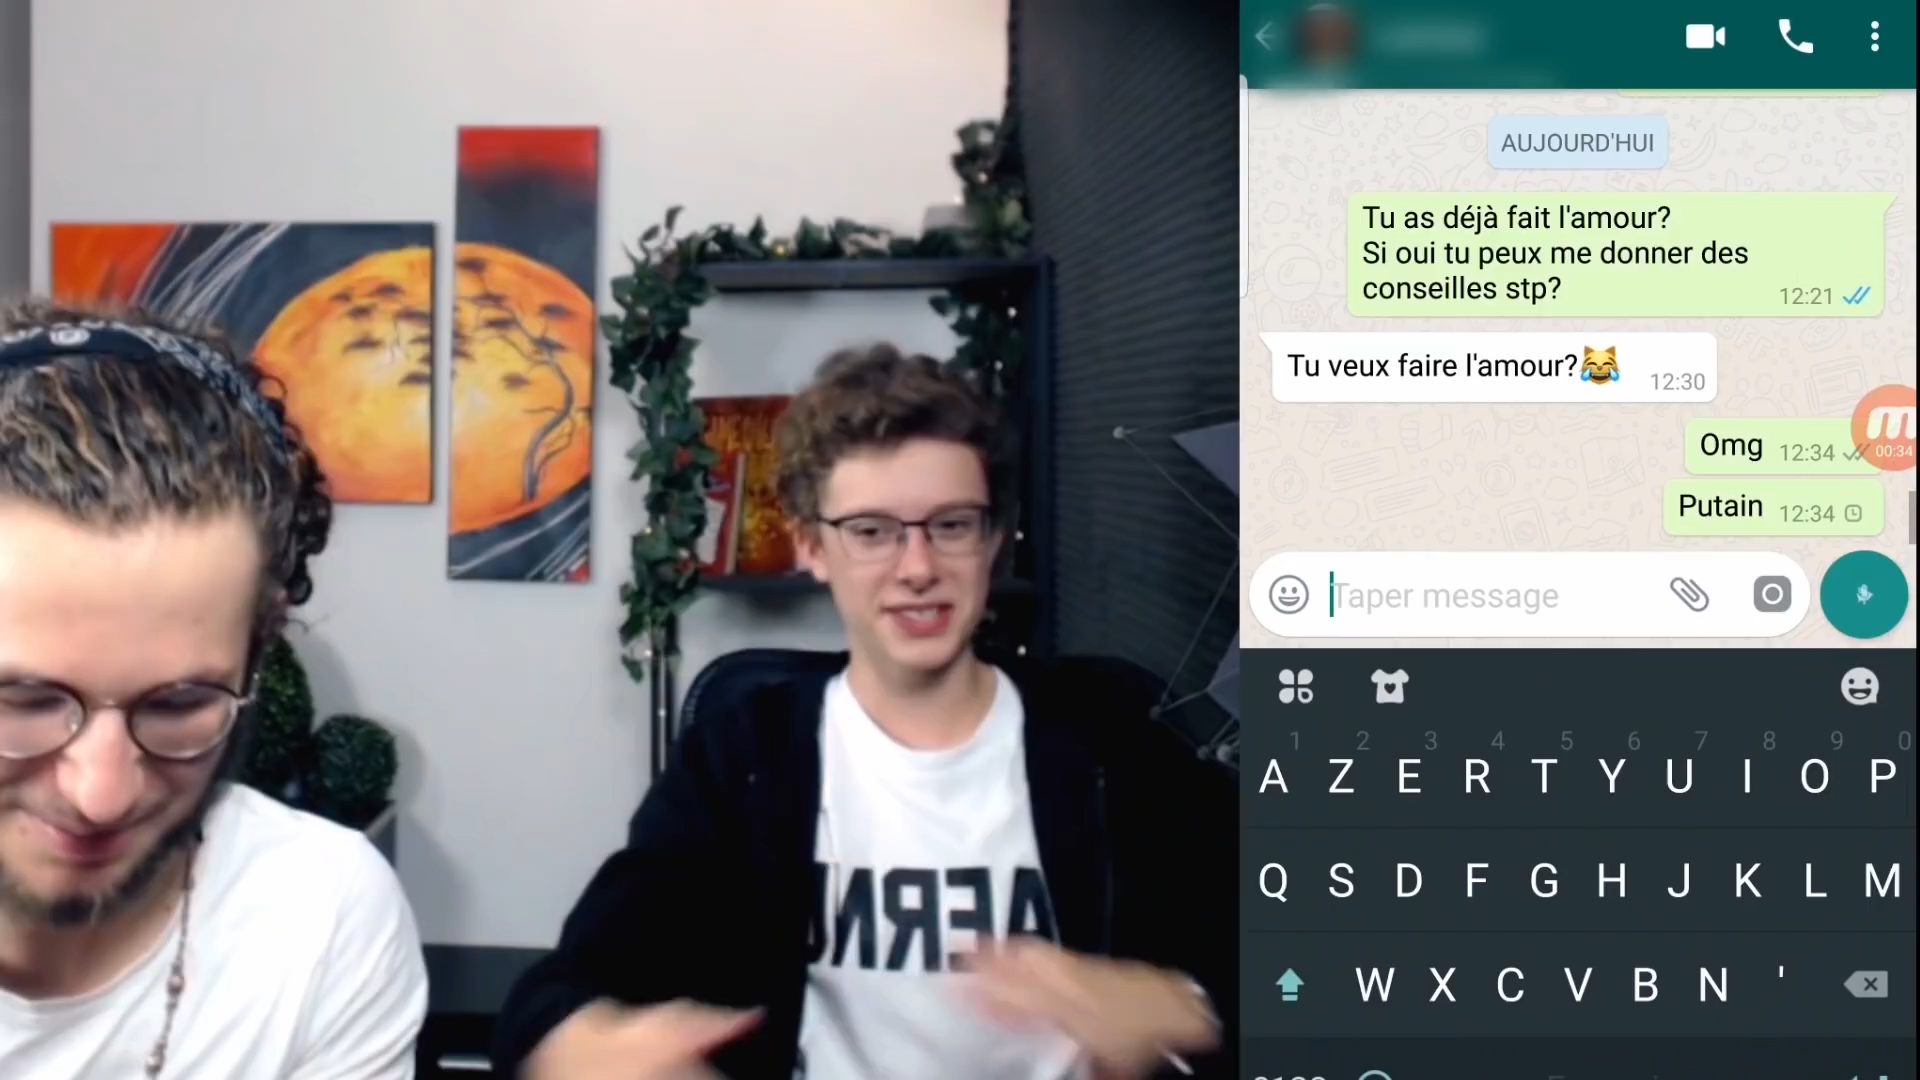 AUJOURD'HUI
Tu as déjà fait l'amour?
Si oui tu peux me donner des
conseilles stp?
12:21
Tu veux faire l'amour?😹
12:30
Omg 12:34
00:34
Putain 12:34
Taper message
1 2 3 4 5 6 7 8 9 0
A Z E R T Y U I O P
Q S D F G H J K L M
W X C V B N '